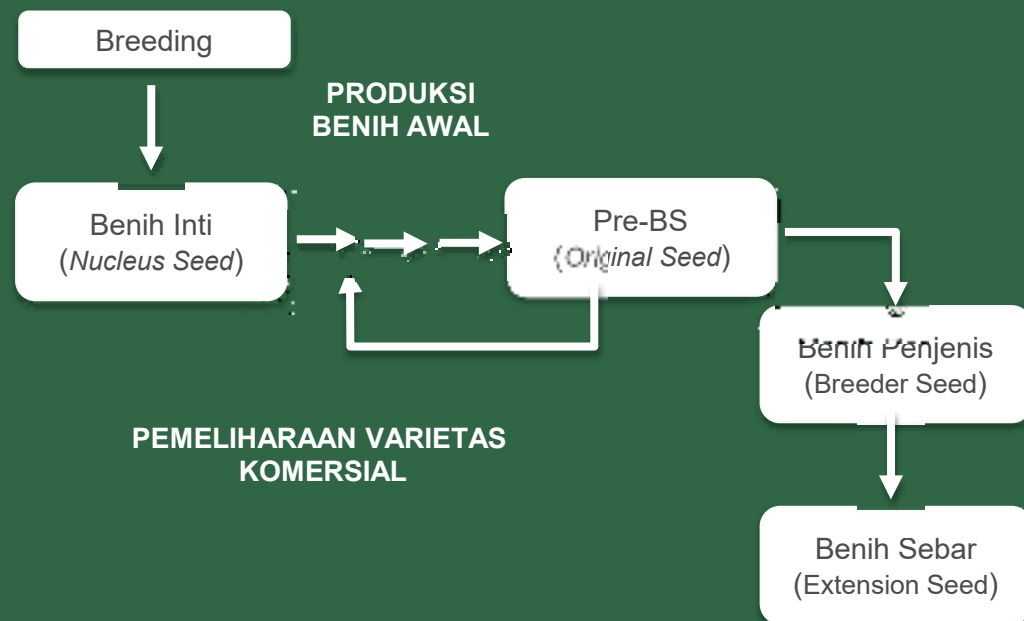 Breeding
PRODUKSI
BENIH AWAL
Benih Inti
(Nucleus Seed)
Pre-BS
(Original Seed)
Benih Penjenis
(Breeder Seed)
PEMELIHARAAN VARIETAS
KOMERSIAL
Benih Sebar
(Extension Seed)